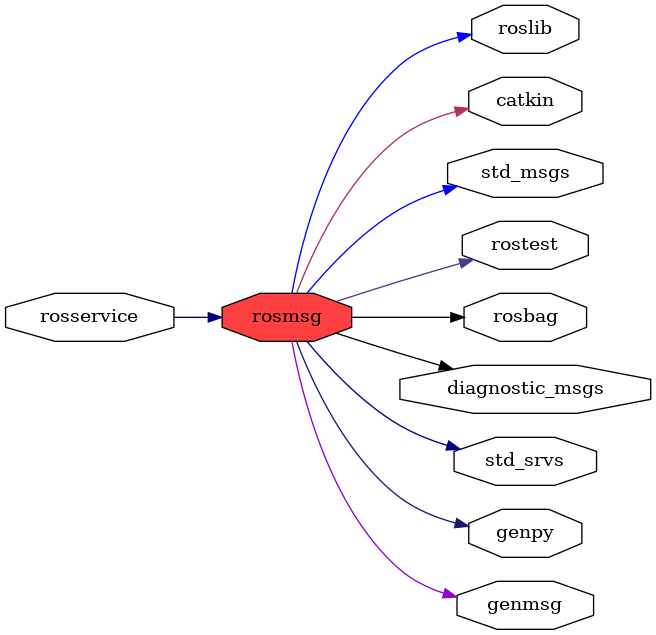 roslib
catkin
std_msgs
rostest
rosservice
rosmsg
rosbag
diagnostic_msgs
std_srvs
genpy
genmsg